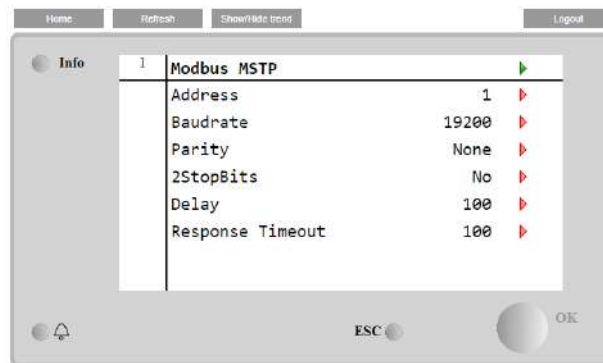 Home Refresh Show/Hide trend Logout
Info
1 Modbus MSTP
Address 1
Baudrate 19200
Parity None
2StopBits No
Delay 100
Response Timeout 100
ESC OK